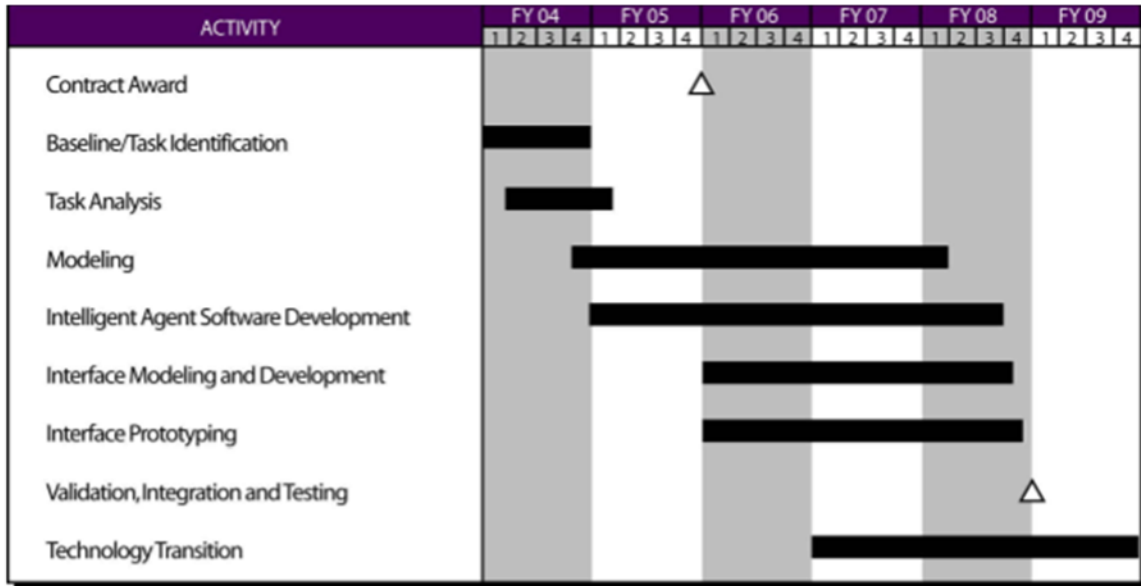 ACTIVITY FY 04 FY 05 FY 06 FY 07 FY 08 FY 09
1 2 3 4 1 2 3 4 1 2 3 4 1 2 3 4 1 2 3 4 1 2 3 4
Contract Award
Baseline/Task Identification
Task Analysis
Modeling
Intelligent Agent Software Development
Interface Modeling and Development
Interface Prototyping
Validation, Integration and Testing
Technology Transition